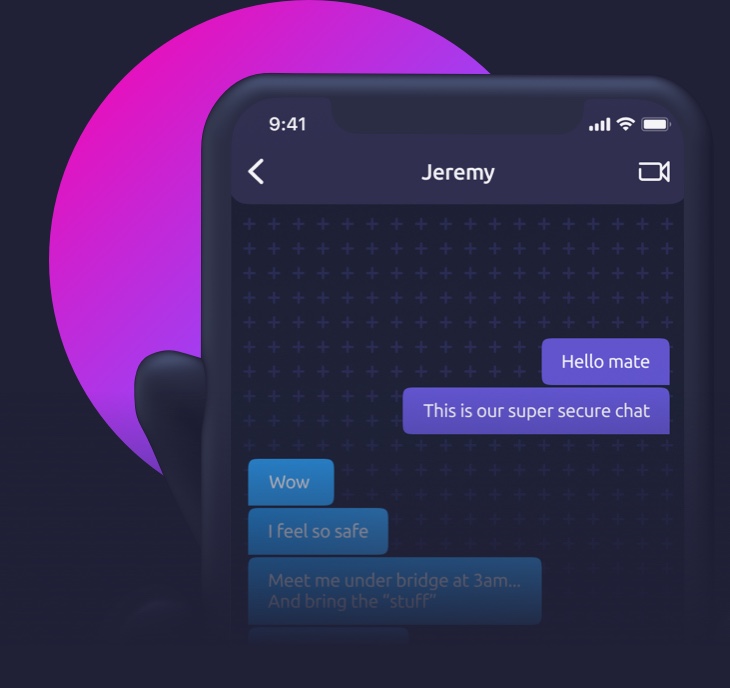 9:41
Jeremy
Hello mate
This is our super secure chat
Wow
I feel so safe
Meet me under bridge at 3am...
And bring the “stuff”